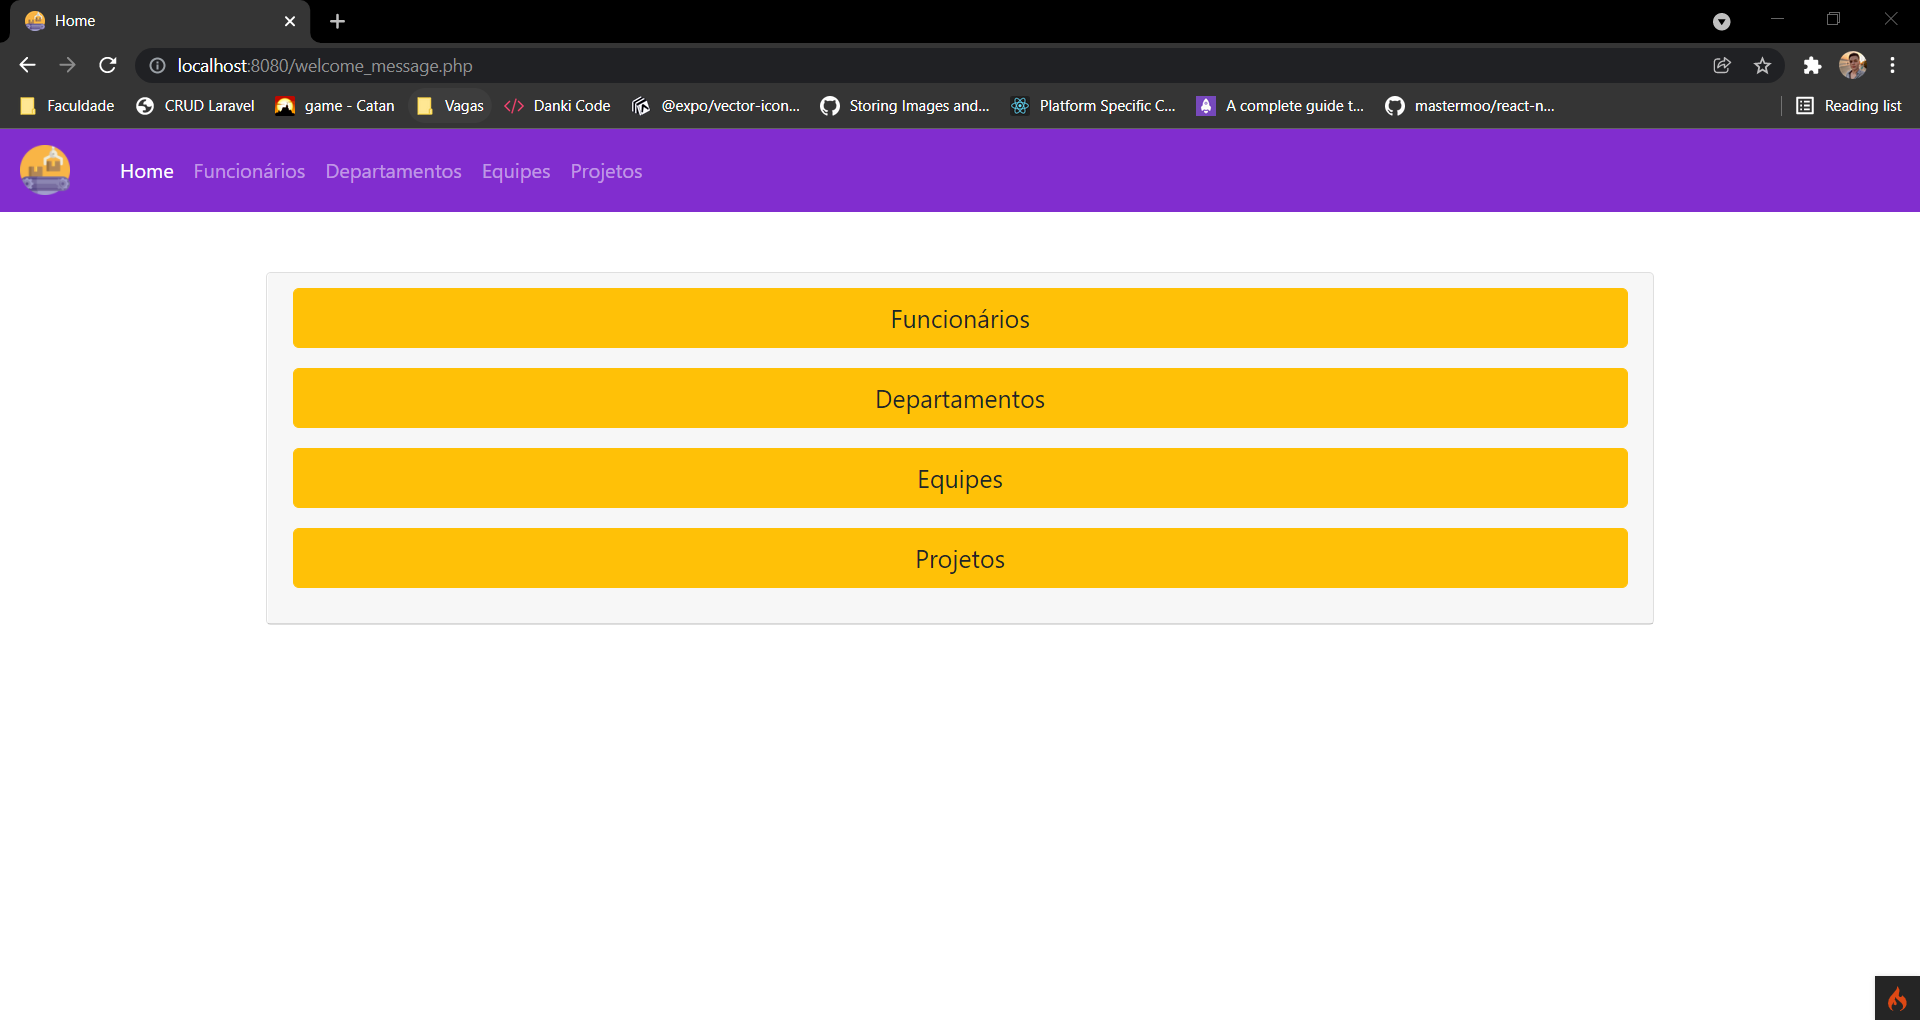 Home
localhost:8080/welcome_message.php
Faculdade CRUD Laravel game - Catan Vagas Danki Code @expo/vector-icon... Storing Images and... Platform Specific C... A complete guide t... mastermoo/react-n... Reading list
Home Funcionários Departamentos Equipes Projetos
Funcionários
Departamentos
Equipes
Projetos